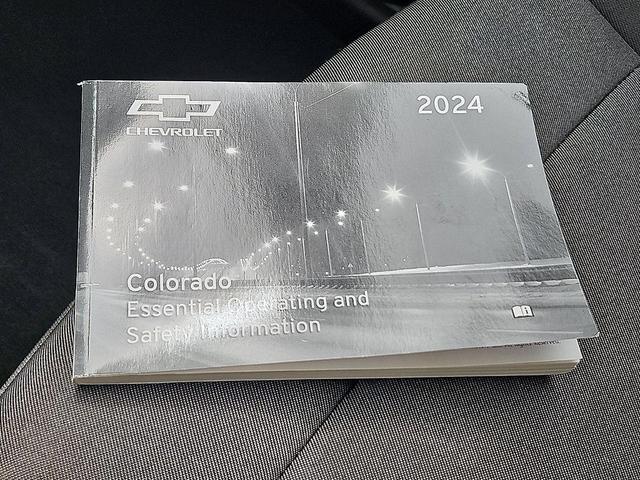 CHEVROLET
2024
Colorado
Essential Operating and
Safety Information